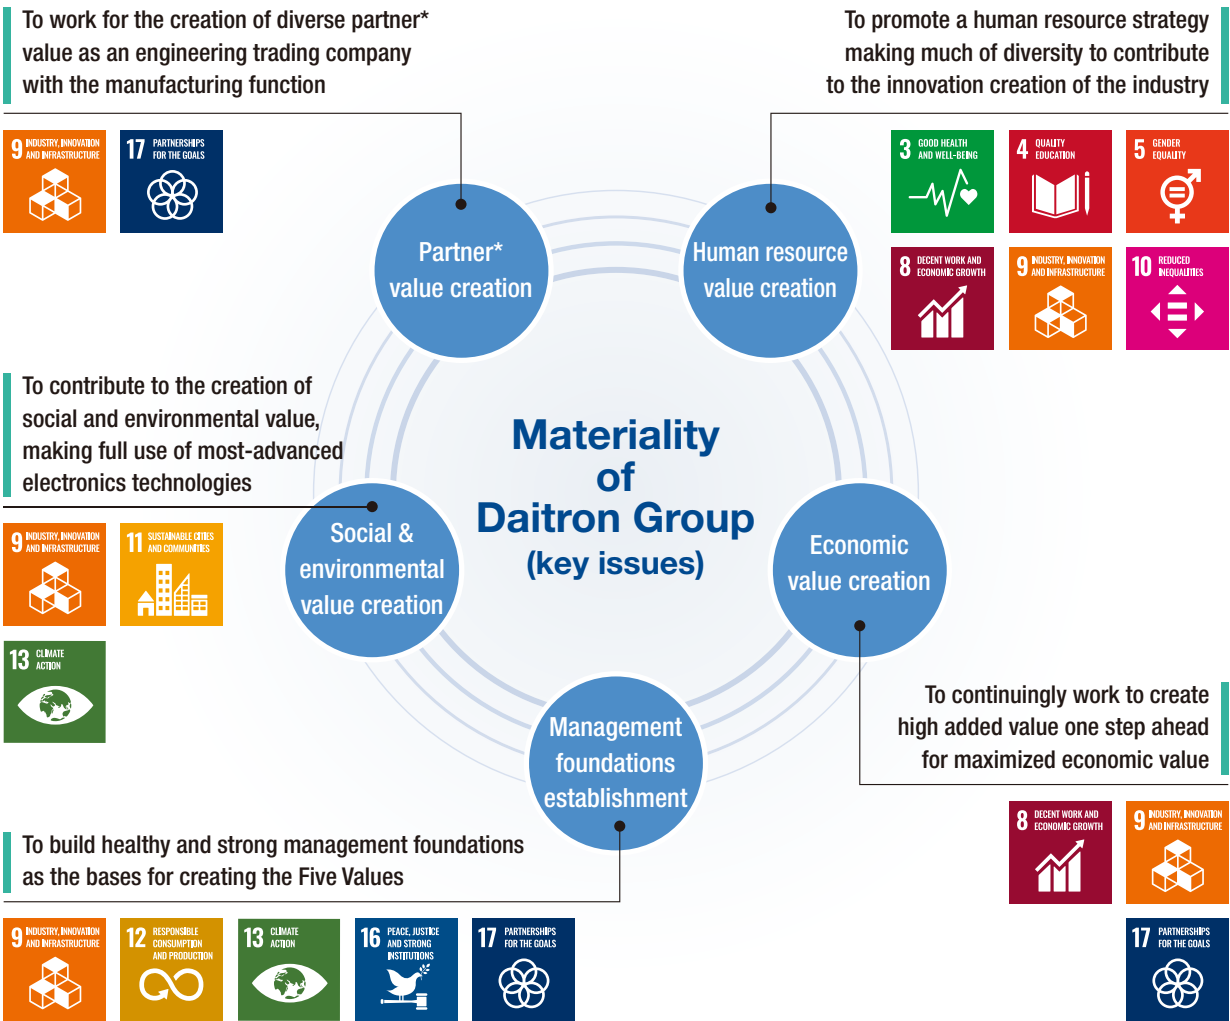 To work for the creation of diverse partner*
value as an engineering trading company
with the manufacturing function
9 INDUSTRY, INNOVATION
AND INFRASTRUCTURE
17 PARTNERSHIPS
FOR THE GOALS
To promote a human resource strategy
making much of diversity to contribute
to the innovation creation of the industry
3 GOOD HEALTH
AND WELL-BEING
4 QUALITY
EDUCATION
5 GENDER
EQUALITY
8 DECENT WORK AND
ECONOMIC GROWTH
9 INDUSTRY, INNOVATION
AND INFRASTRUCTURE
10 REDUCED
INEQUALITIES
Partner*
value creation
Human resource
value creation
To contribute to the creation of
social and environmental value,
making full use of most-advanced
electronics technologies
9 INDUSTRY, INNOVATION
AND INFRASTRUCTURE
11 SUSTAINABLE CITIES
AND COMMUNITIES
13 CLIMATE
ACTION
Materiality
of
Daitron Group
(key issues)
Social &
environmental
value creation
Economic
value creation
Management
foundations
establishment
To continuingly work to create
high added value one step ahead
for maximized economic value
8 DECENT WORK AND
ECONOMIC GROWTH
9 INDUSTRY, INNOVATION
AND INFRASTRUCTURE
17 PARTNERSHIPS
FOR THE GOALS
To build healthy and strong management foundations
as the bases for creating the Five Values
9 INDUSTRY, INNOVATION
AND INFRASTRUCTURE
12 RESPONSIBLE
CONSUMPTION
AND PRODUCTION
13 CLIMATE
ACTION
16 PEACE, JUSTICE
AND STRONG
INSTITUTIONS
17 PARTNERSHIPS
FOR THE GOALS